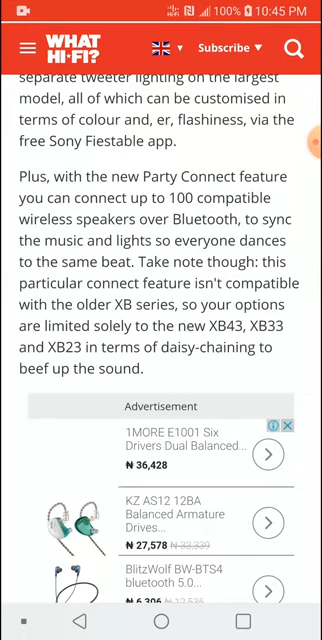 100% 10:45 PM
WHAT HI-FI?
Subscribe
separate tweeter lighting on the largest
model, all of which can be customised in
terms of colour and, er, flashiness, via the
free Sony Fiestable app.
Plus, with the new Party Connect feature
you can connect up to 100 compatible
wireless speakers over Bluetooth, to sync
the music and lights so everyone dances
to the same beat. Take note though: this
particular connect feature isn't compatible
with the older XB series, so your options
are limited solely to the new XB43, XB33
and XB23 in terms of daisy-chaining to
beef up the sound.
Advertisement
1MORE E1001 Six
Drivers Dual Balanced...
₦ 36,428
KZ AS12 12BA
Balanced Armature
Drives...
₦ 27,578 ₦ 33,339
BlitzWolf BW-BTS4
bluetooth 5.0...
₦ 6,306 ₦ 12,536